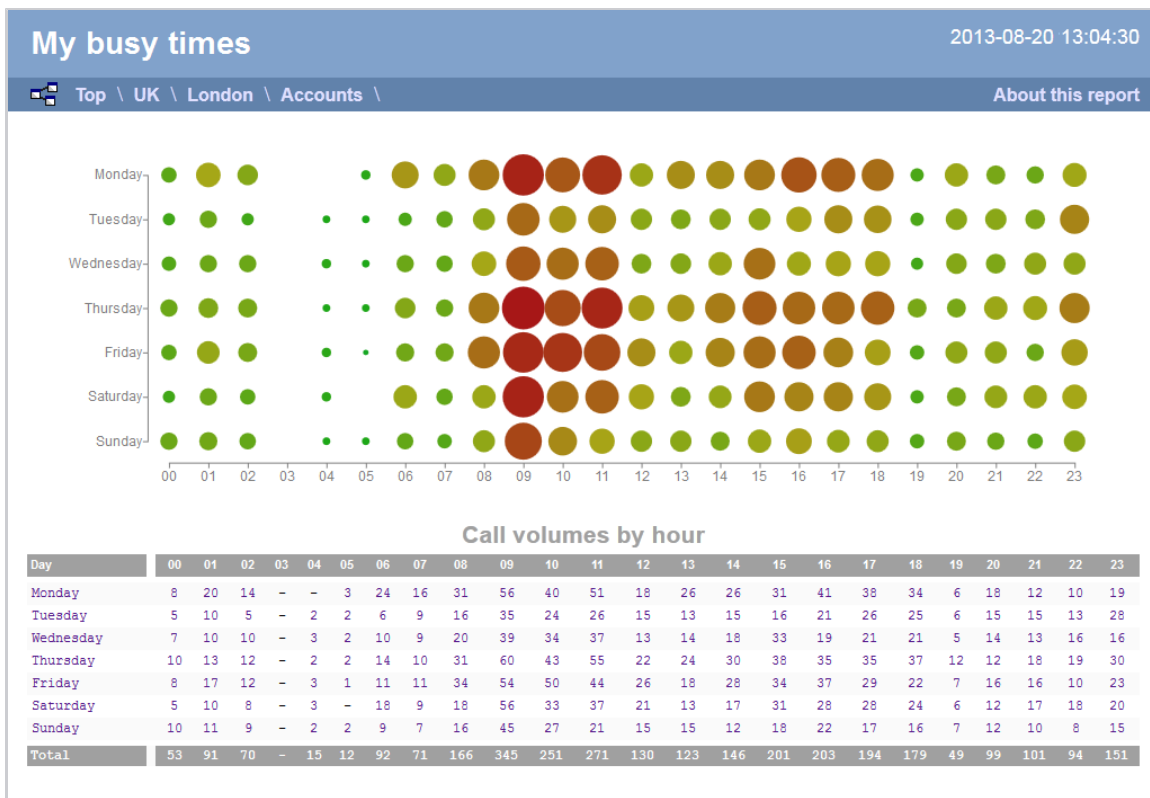 My busy times
2013-08-20 13:04:30
Top \ UK \ London \ Accounts \
About this report
Monday
Tuesday
Wednesday
Thursday
Friday
Saturday
Sunday
00 01 02 03 04 05 06 07 08 09 10 11 12 13 14 15 16 17 18 19 20 21 22 23
Call volumes by hour
Day 00 01 02 03 04 05 06 07 08 09 10 11 12 13 14 15 16 17 18 19 20 21 22 23
Monday 8 20 14 - - 3 24 16 31 56 40 51 18 26 26 31 41 38 34 6 18 12 10 19
Tuesday 5 10 5 - 2 2 6 9 16 35 24 26 15 13 15 16 21 26 25 6 15 15 13 28
Wednesday 7 10 10 - 3 2 10 9 20 39 34 37 13 14 18 33 19 21 21 5 14 13 16 16
Thursday 10 13 12 - 2 2 14 10 31 60 43 55 22 24 30 38 35 35 37 12 12 18 19 30
Friday 8 17 12 - 3 1 11 11 34 54 50 44 26 18 28 34 37 29 22 7 16 16 10 23
Saturday 5 10 8 - 3 - 18 9 18 56 33 37 21 13 17 31 28 28 24 6 12 17 18 20
Sunday 10 11 9 - 2 2 9 7 16 45 27 21 15 15 12 18 22 17 16 7 12 10 8 15
Total 53 91 70 - 15 12 92 71 166 345 251 271 130 123 146 201 203 194 179 49 99 101 94 151